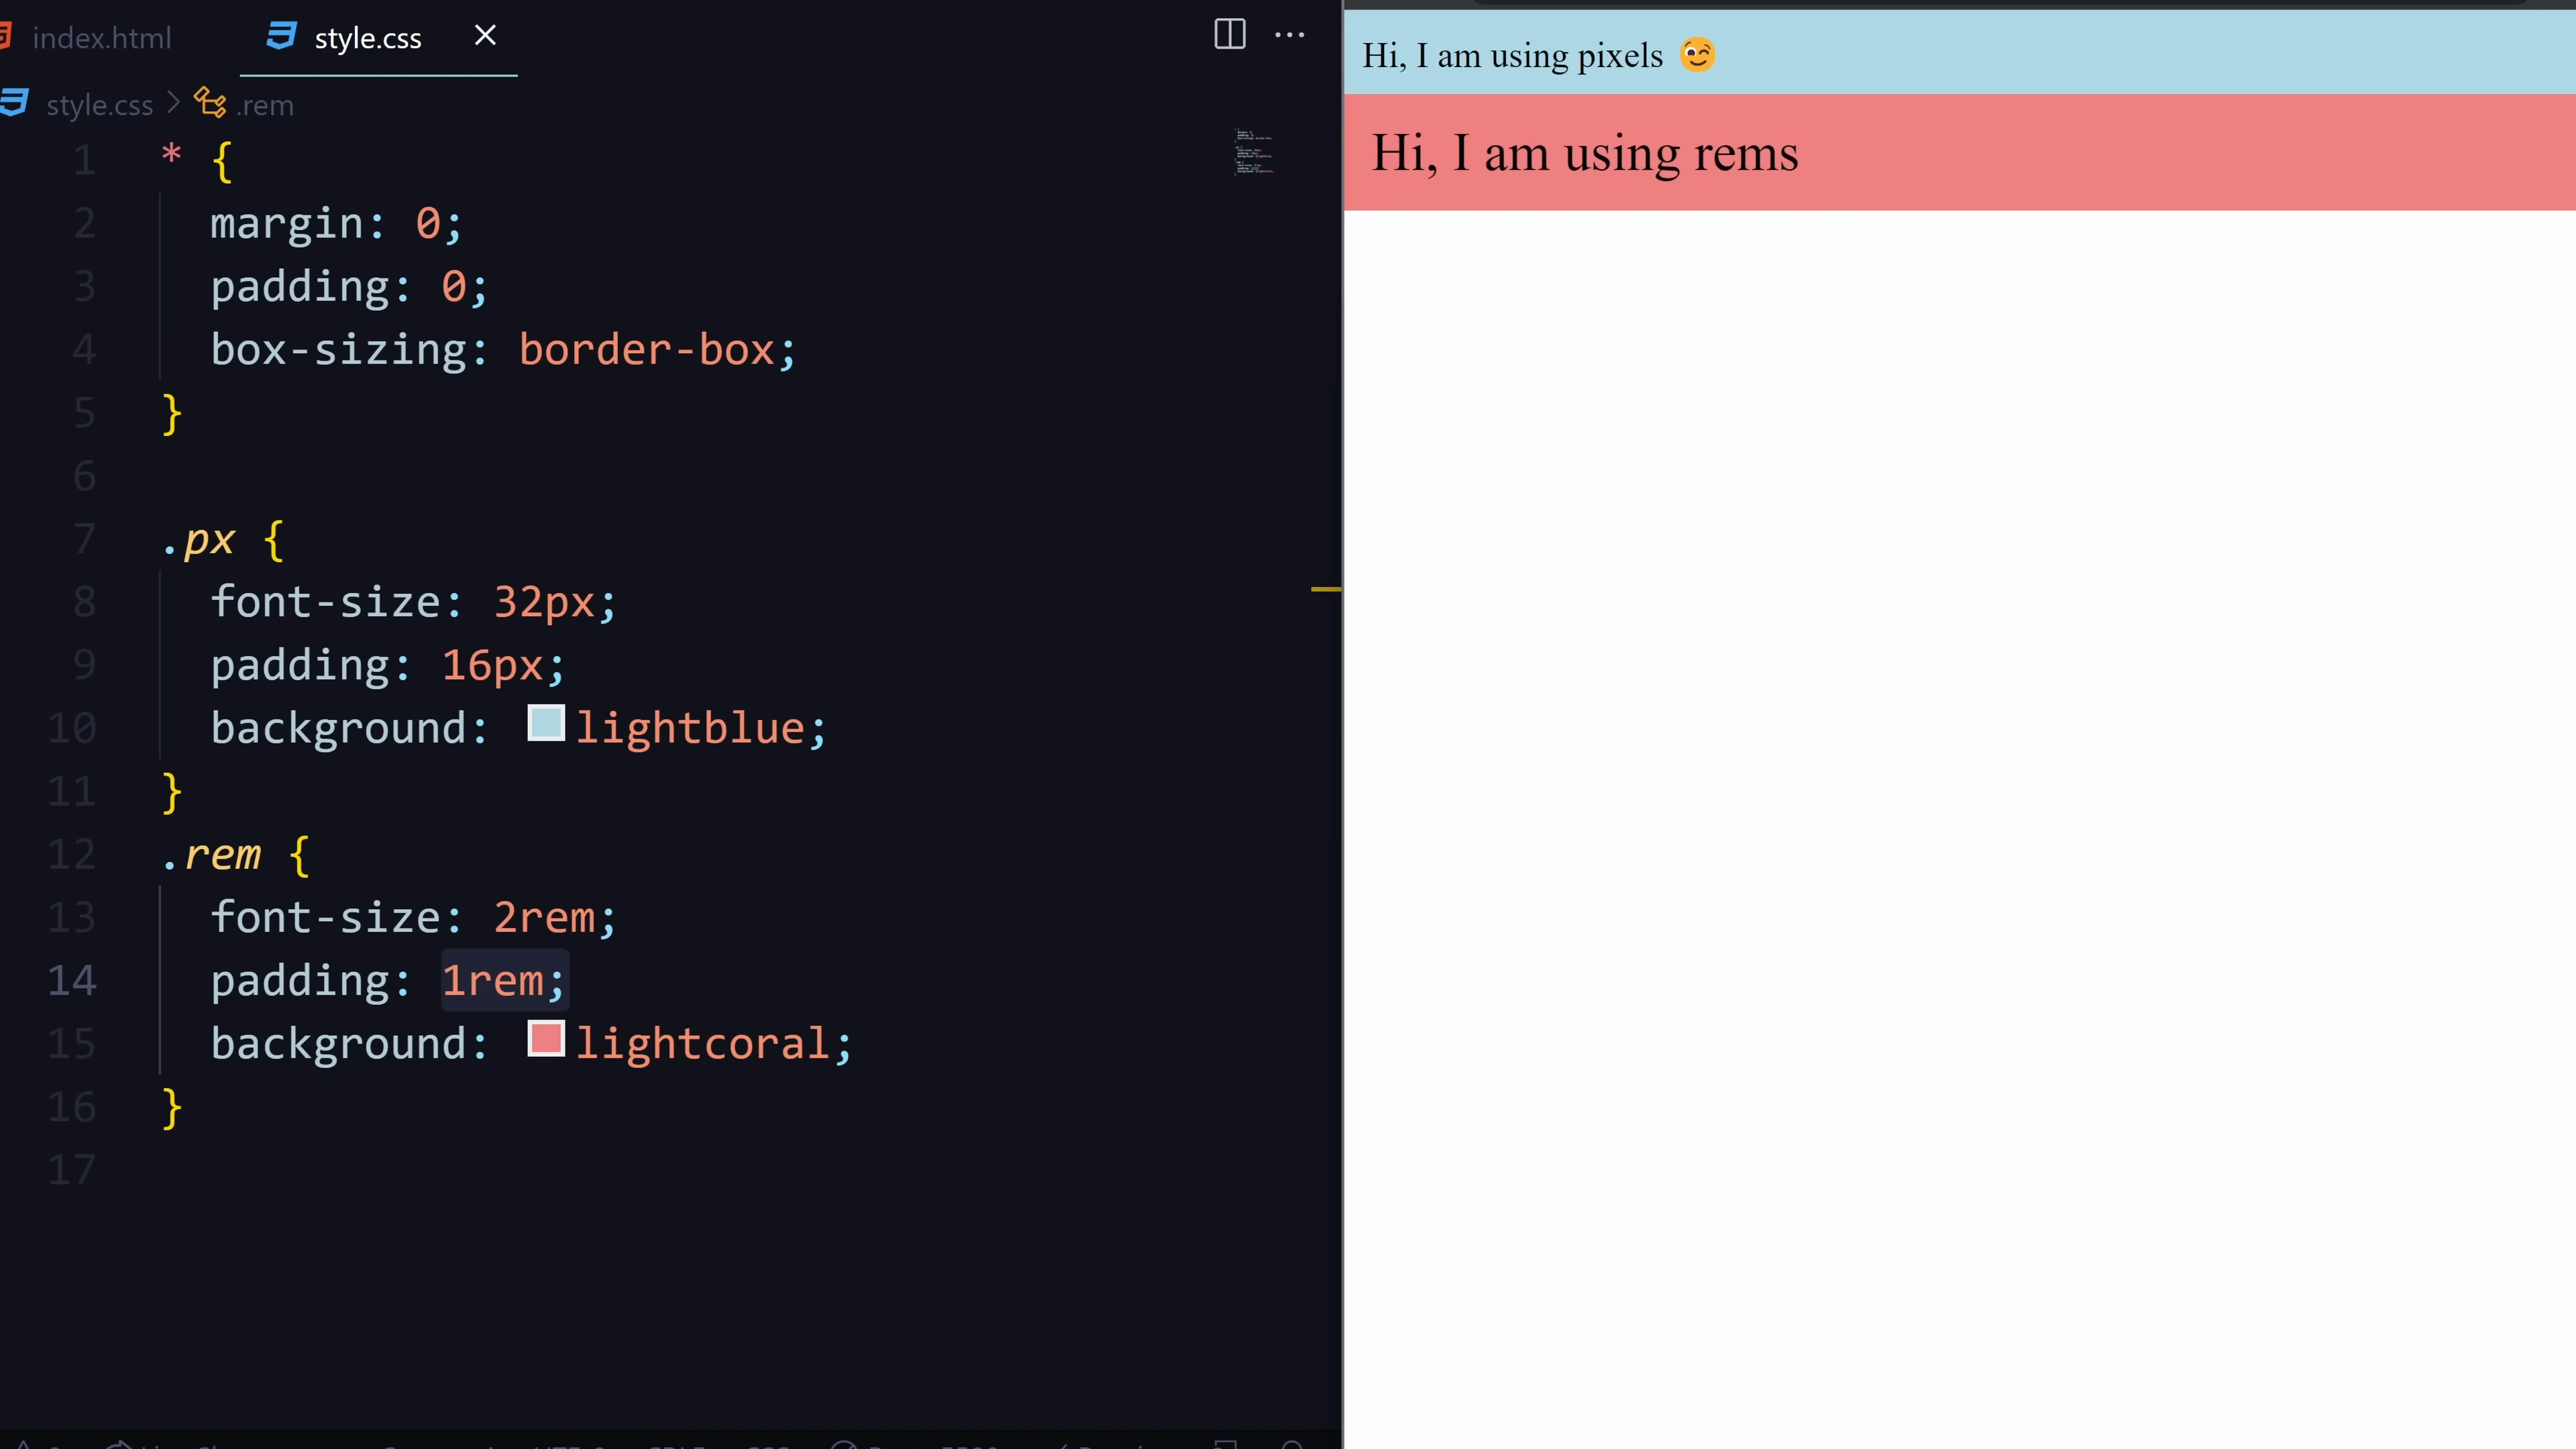 index.html
style.css
style.css > .rem
1 * {
2 margin: 0;
3 padding: 0;
4 box-sizing: border-box;
5 }
6
7 .px {
8 font-size: 32px;
9 padding: 16px;
10 background: lightblue;
11 }
12 .rem {
13 font-size: 2rem;
14 padding: 1rem;
15 background: lightcoral;
16 }
17
Hi, I am using pixels 😉
Hi, I am using rems